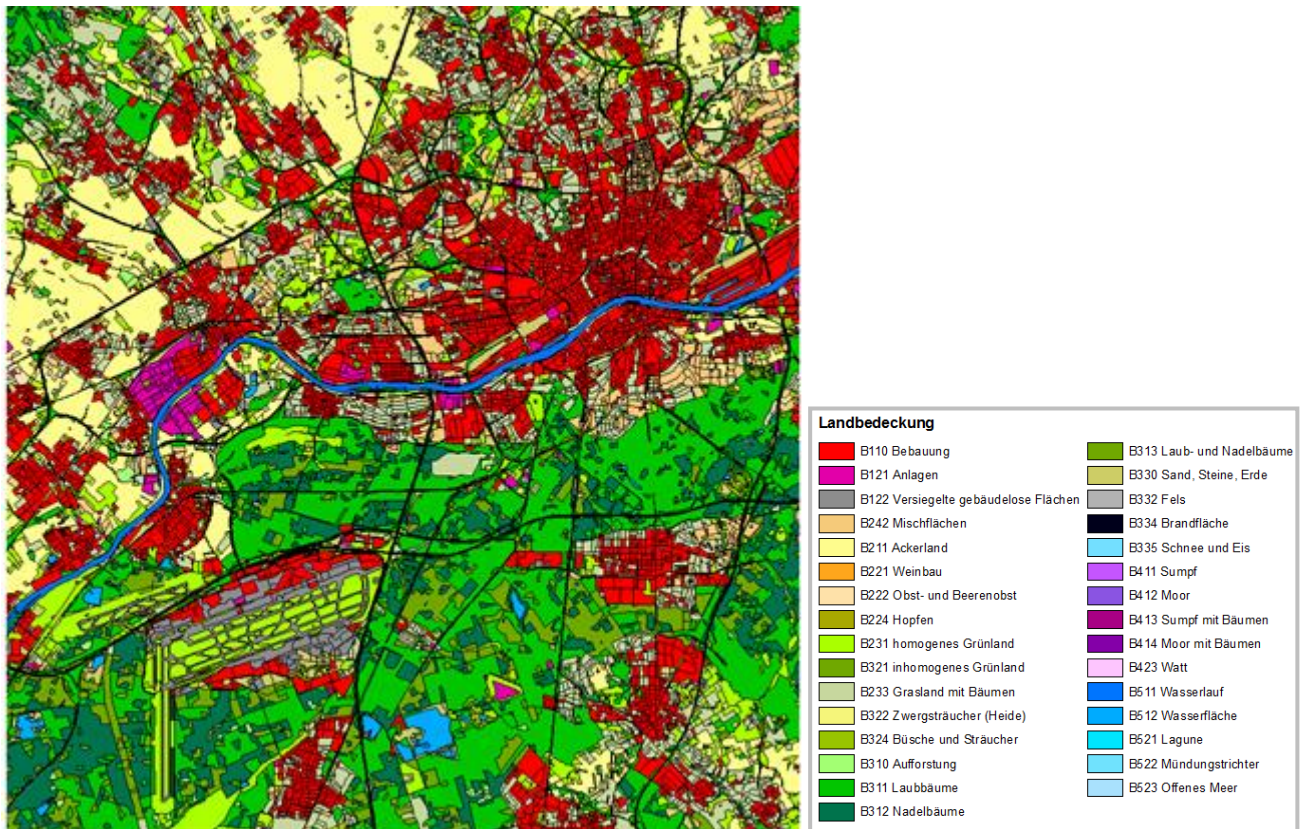 Landbedeckung
B110 Bebauung
B121 Anlagen
B122 Versiegelte gebäudelose Flächen
B242 Mischflächen
B211 Ackerland
B221 Weinbau
B222 Obst- und Beerenobst
B224 Hopfen
B231 homogenes Grünland
B321 inhomogenes Grünland
B233 Grasland mit Bäumen
B322 Zwergsträucher (Heide)
B324 Büsche und Sträucher
B310 Aufforstung
B311 Laubbäume
B312 Nadelbäume
B313 Laub- und Nadelbäume
B330 Sand, Steine, Erde
B332 Fels
B334 Brandfläche
B335 Schnee und Eis
B411 Sumpf
B412 Moor
B413 Sumpf mit Bäumen
B414 Moor mit Bäumen
B423 Watt
B511 Wasserlauf
B512 Wasserfläche
B521 Lagune
B522 Mündungstrichter
B523 Offenes Meer